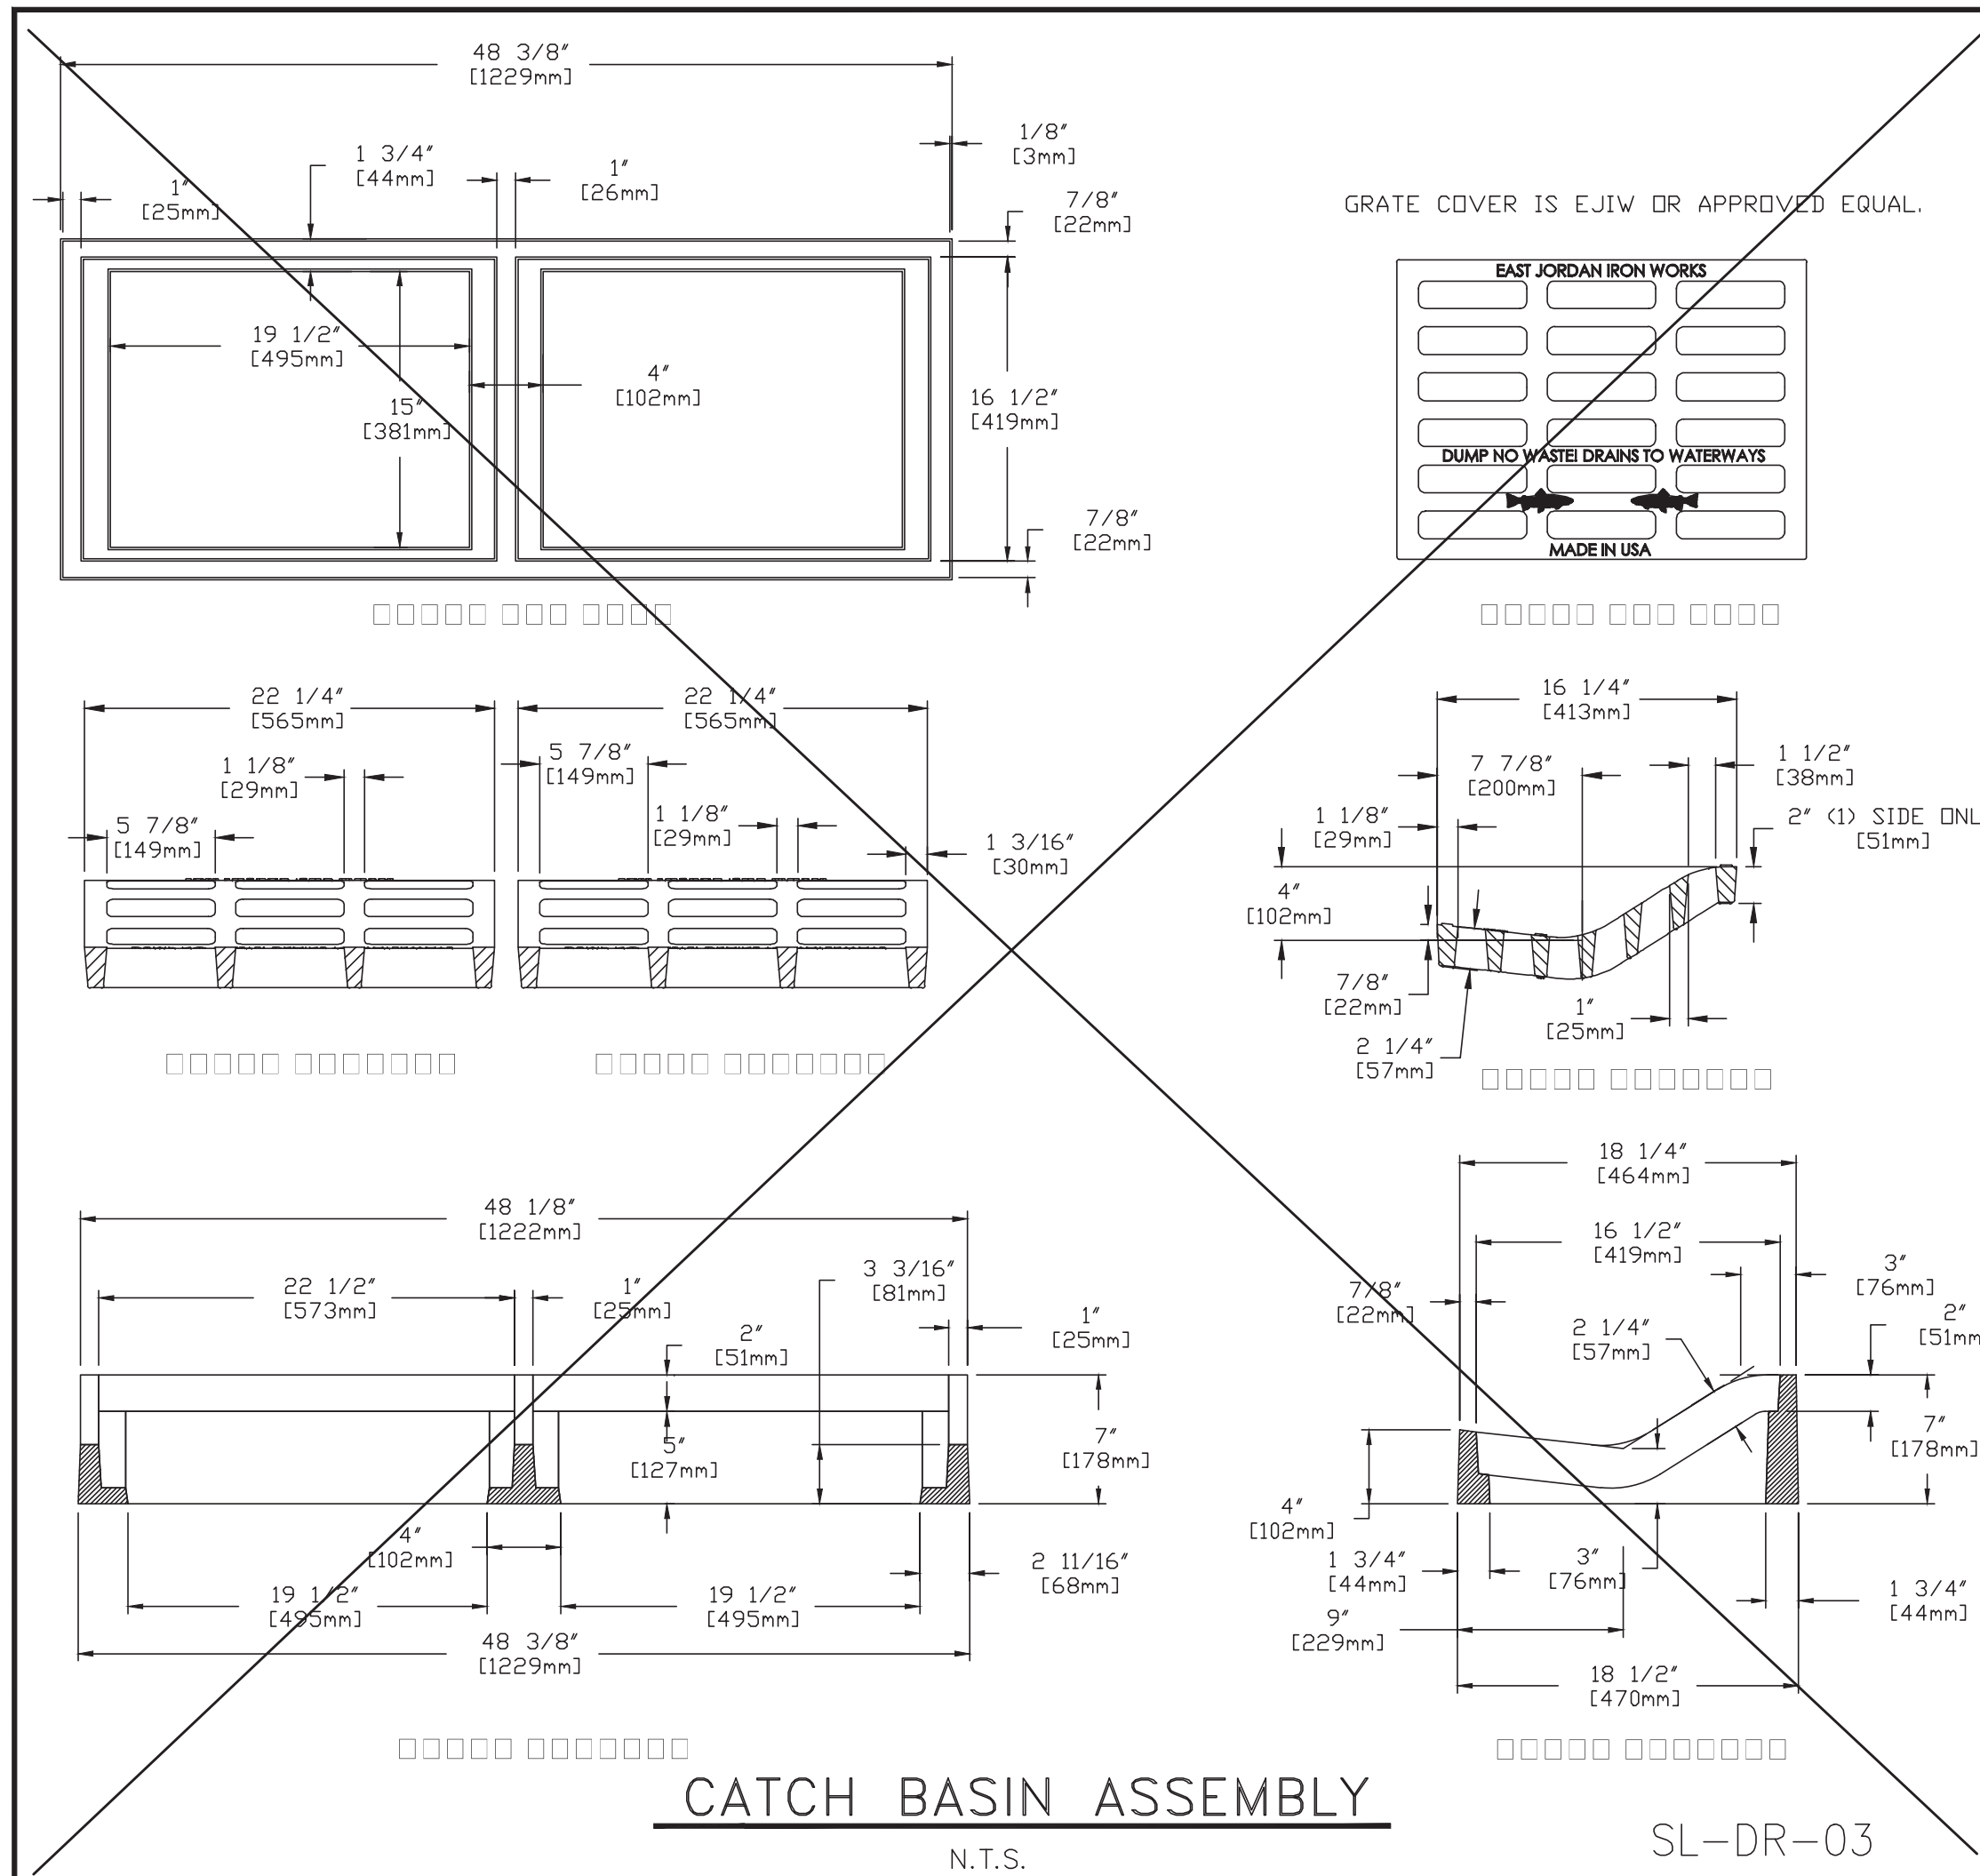 48 3/8"
[1229mm]
1 3/4"
[44mm]
1"
[25mm]
1"
[26mm]
1/8"
[3mm]
7/8"
[22mm]
19 1/2"
[495mm]
15"
[381mm]
4"
[102mm]
16 1/2"
[419mm]
7/8"
[22mm]
GRATE COVER IS EJIW OR APPROVED EQUAL.
EAST JORDAN IRON WORKS
DUMP NO WASTE! DRAINS TO WATERWAYS
MADE IN USA
22 1/4"
[565mm]
1 1/8"
[29mm]
5 7/8"
[149mm]
22 1/4"
[565mm]
5 7/8"
[149mm]
1 1/8"
[29mm]
1 3/16"
[30mm]
16 1/4"
[413mm]
7 7/8"
[200mm]
1 1/2"
[38mm]
1 1/8"
[29mm]
2" (1) SIDE ONL
[51mm]
4"
[102mm]
7/8"
[22mm]
1"
[25mm]
2 1/4"
[57mm]
48 1/8"
[1222mm]
22 1/2"
[573mm]
1"
[25mm]
3 3/16"
[81mm]
2"
[51mm]
1"
[25mm]
5"
[127mm]
7"
[178mm]
4"
[102mm]
2 11/16"
[68mm]
19 1/2"
[495mm]
19 1/2"
[495mm]
48 3/8"
[1229mm]
18 1/4"
[464mm]
16 1/2"
[419mm]
3"
[76mm]
7/8"
[22mm]
2 1/4"
[57mm]
2"
[51mm
7"
[178mm]
4"
[102mm]
1 3/4"
[44mm]
3"
[76mm]
1 3/4"
[44mm]
9"
[229mm]
18 1/2"
[470mm]
CATCH BASIN ASSEMBLY
N.T.S.
SL-DR-03